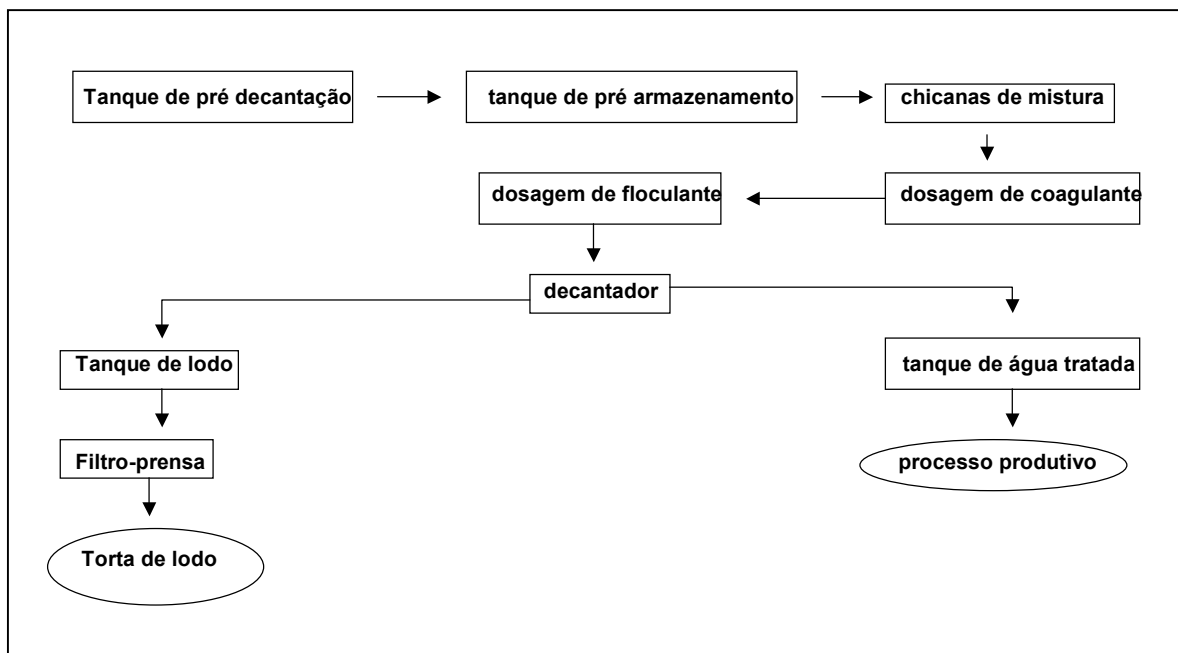 Tanque de pré decantação
tanque de pré armazenamento
chicanas de mistura
dosagem de floculante
dosagem de coagulante
decantador
Tanque de lodo
tanque de água tratada
Filtro-prensa
processo produtivo
Torta de lodo